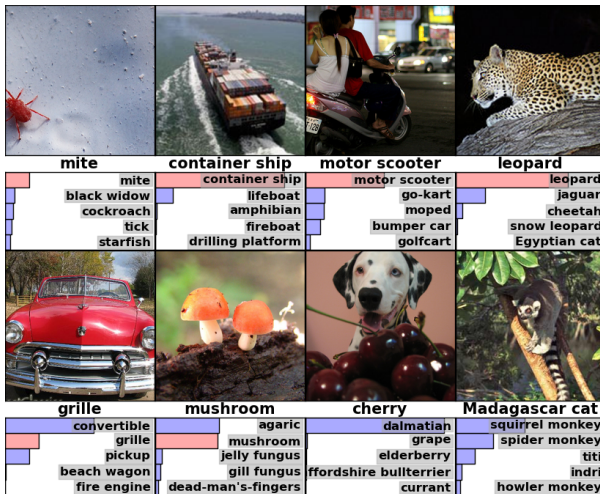 mite container ship motor scooter leopard
mite container ship motor scooter leopard
black widow lifeboat go-kart jaguar
cockroach amphibian moped cheetah
tick fireboat bumper car snow leopard
starfish drilling platform golfcart Egyptian cat
grille mushroom cherry Madagascar cat
convertible agaric dalmatian squirrel monkey
grille mushroom grape spider monkey
pickup jelly fungus elderberry titi
beach wagon gill fungus ffordshire bullterrier indri
fire engine dead-man's-fingers currant howler monkey